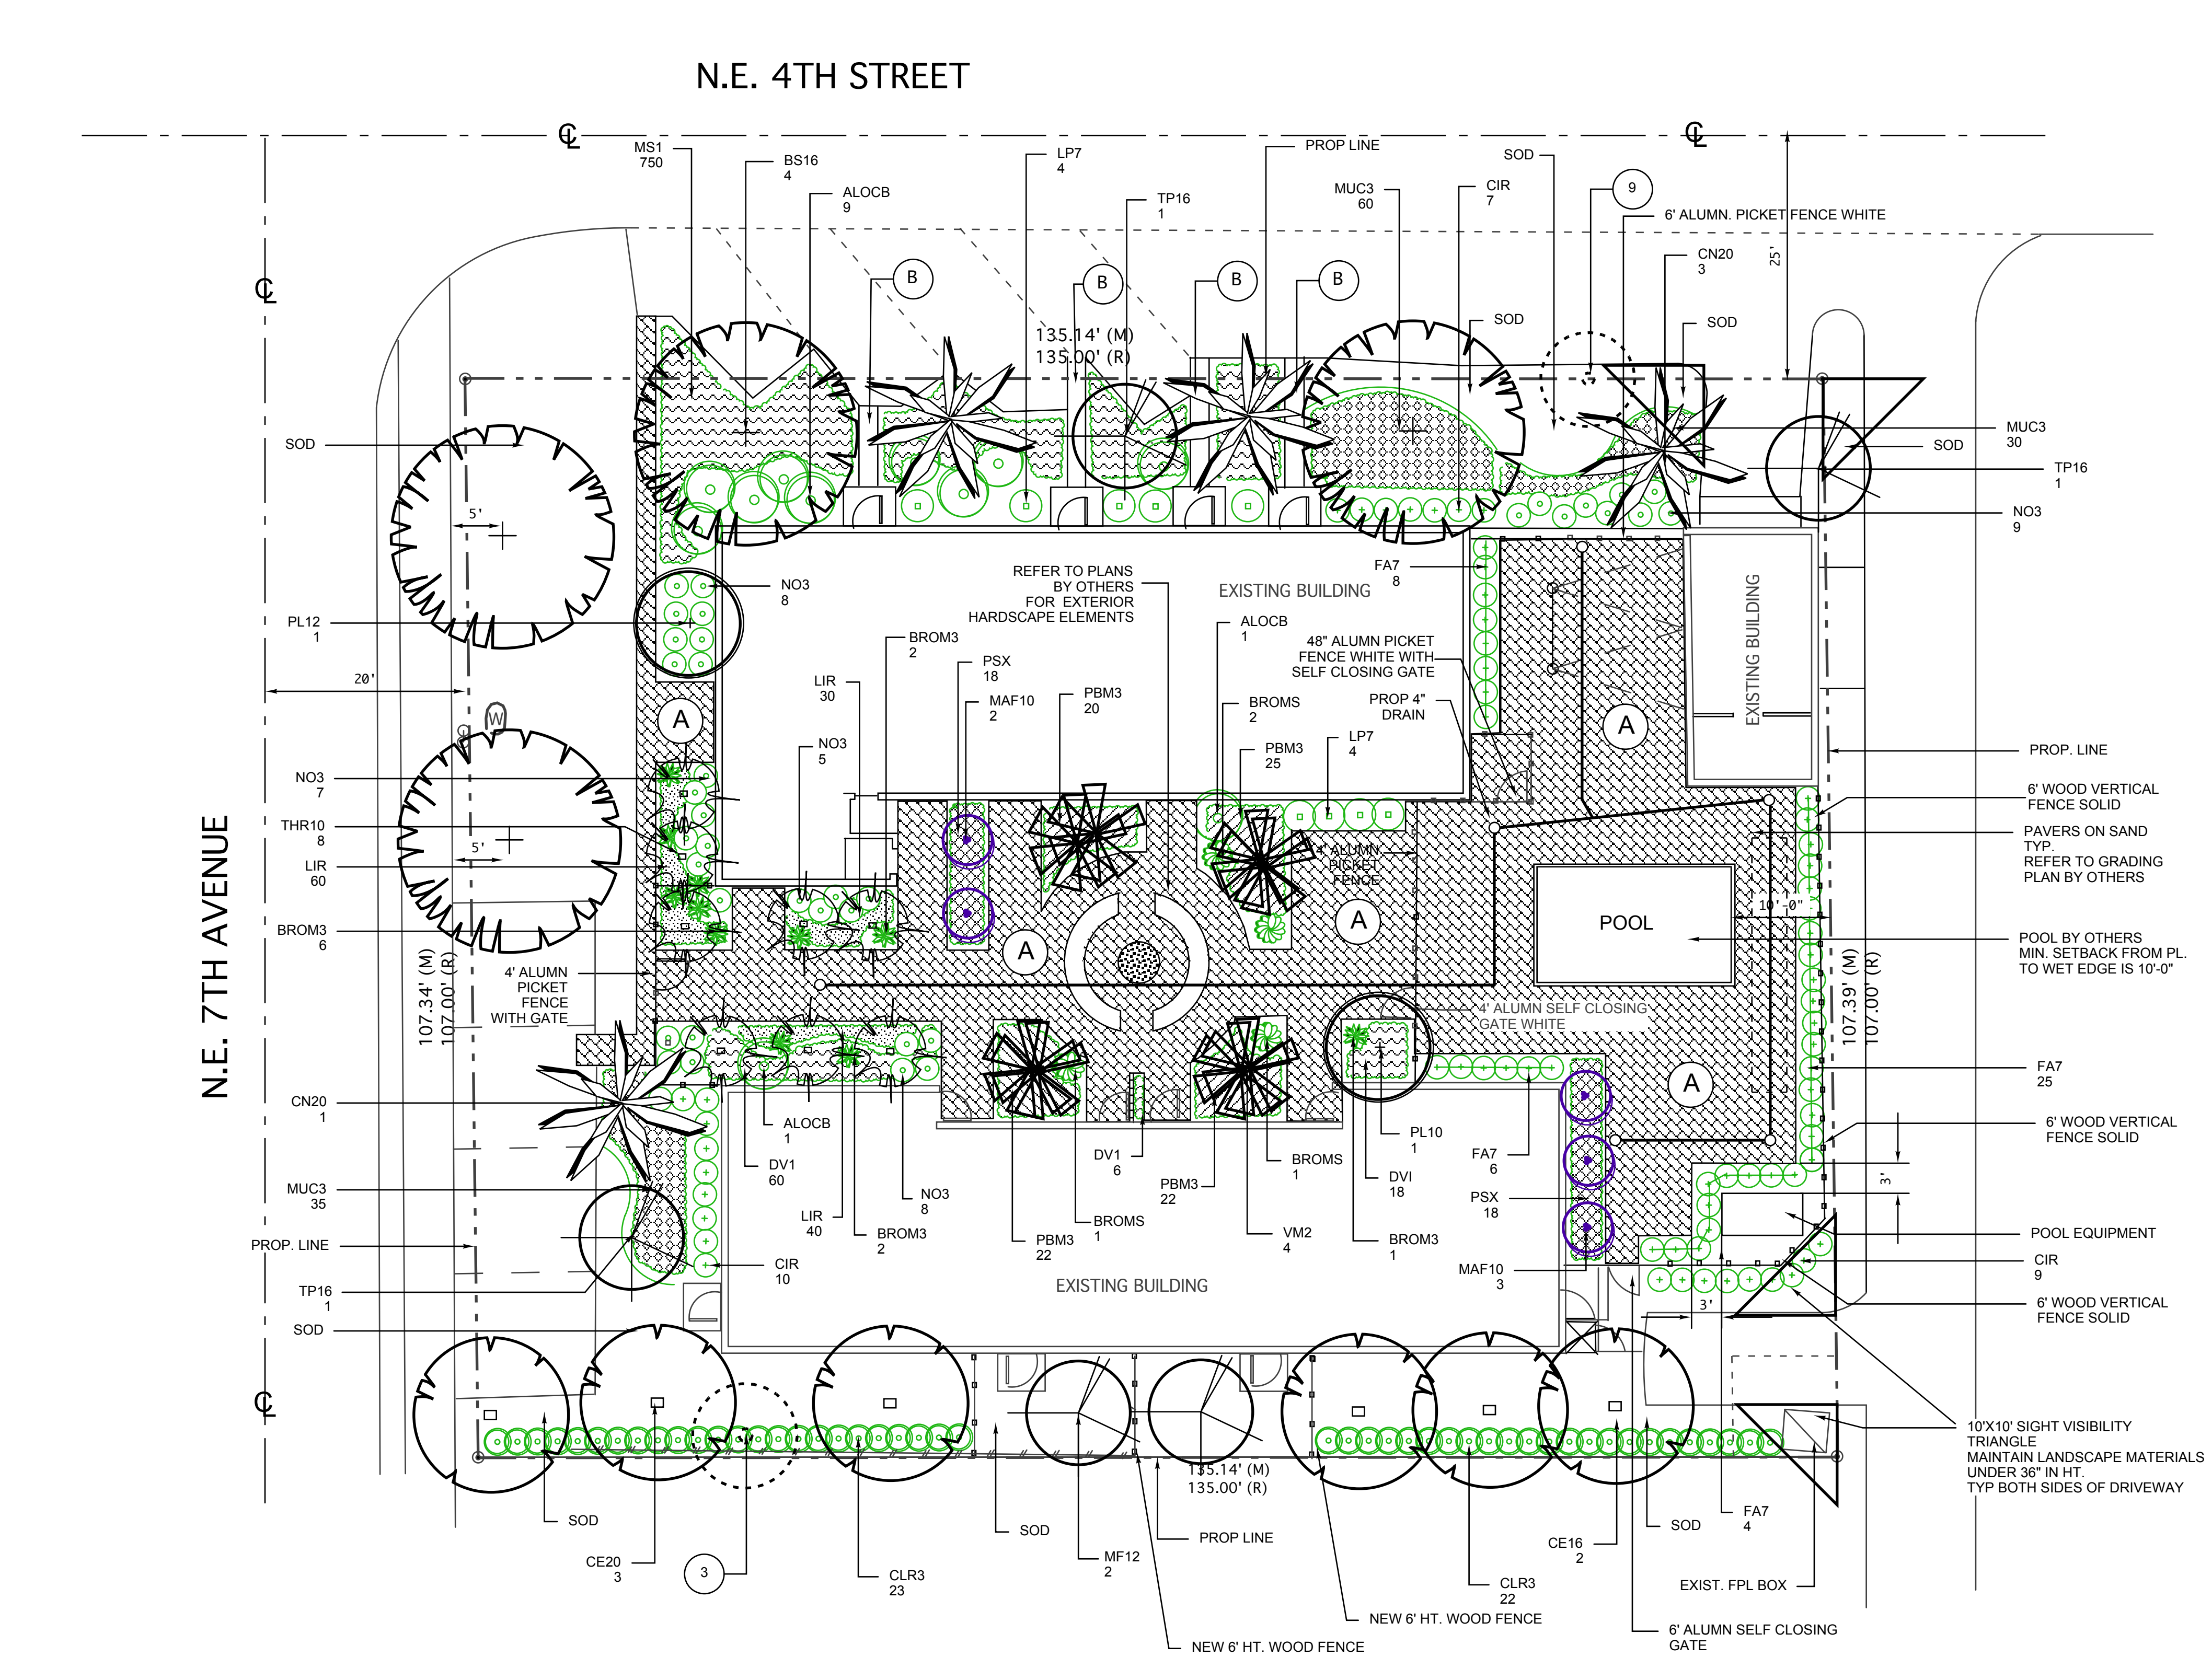 N.E. 4TH STREET
MS1
750
BS16
4
ALOCB
9
LP7
4
TP16
1
PROP LINE
MUC3
60
CIR
7
SOD
9
6' ALUMN. PICKET FENCE WHITE
CN20
3
25'
B
B
B
B
SOD
SOD
135.14' (M)
135.00' (R)
SOD
MUC3
30
SOD
TP16
1
NO3
9
5'
PL12
1
NO3
8
REFER TO PLANS
BY OTHERS
FOR EXTERIOR
HARDSCAPE ELEMENTS
EXISTING BUILDING
FA7
8
EXISTING BUILDING
ALOCB
1
48" ALUMN PICKET
FENCE WHITE WITH
SELF CLOSING GATE
BROM3
2
PSX
18
MAF10
2
LIR
30
PBM3
20
BROMS
2
PROP 4"
DRAIN
20'
W
A
A
NO3
5
PBM3
25
LP7
4
PROP. LINE
NO3
7
6' WOOD VERTICAL
FENCE SOLID
THR10
8
5'
LIR
60
PAVERS ON SAND
TYP.
REFER TO GRADING
PLAN BY OTHERS
4' ALUMN
PICKET
FENCE
10'-0"
N.E. 7TH AVENUE
BROM3
6
A
A
POOL
POOL BY OTHERS
MIN. SETBACK FROM PL.
TO WET EDGE IS 10'-0"
107.34' (M)
107.00' (R)
4' ALUMN
PICKET
FENCE
WITH GATE
107.39' (M)
107.00' (R)
4' ALUMN SELF CLOSING
GATE WHITE
A
FA7
25
CN20
1
ALOCB
1
DV1
60
DV1
6
PL10
1
FA7
6
6' WOOD VERTICAL
FENCE SOLID
MUC3
35
NO3
8
PBM3
22
BROMS
1
DVI
18
PSX
18
3'
LIR
40
BROM3
2
BROMS
1
PBM3
22
VM2
4
BROM3
1
POOL EQUIPMENT
PROP. LINE
CIR
10
EXISTING BUILDING
MAF10
3
CIR
9
TP16
1
3'
6' WOOD VERTICAL
FENCE SOLID
SOD
10'X10' SIGHT VISIBILITY
TRIANGLE
MAINTAIN LANDSCAPE MATERIALS
UNDER 36" IN HT.
TYP BOTH SIDES OF DRIVEWAY
135.14' (M)
135.00' (R)
SOD
SOD
PROP LINE
SOD
FA7
4
CE20
3
3
CLR3
23
MF12
2
CE16
2
CLR3
22
EXIST. FPL BOX
NEW 6' HT. WOOD FENCE
NEW 6' HT. WOOD FENCE
6' ALUMN SELF CLOSING
GATE